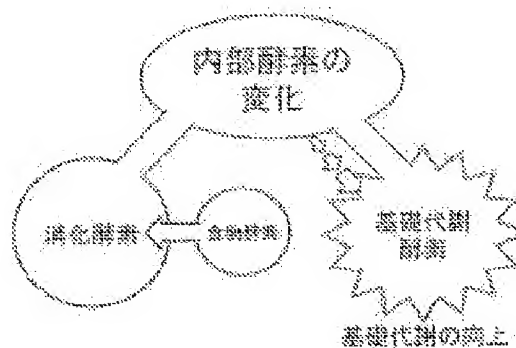 内部酵素の
変化
消化酵素
食物酵素
基礎代謝
酵素
基礎代謝の向上